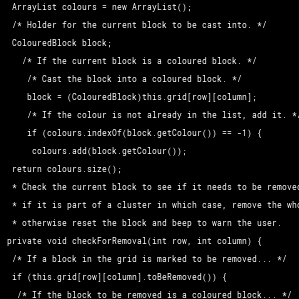 ArrayList colours = new ArrayList();
/* Holder for the current block to be cast into. */
ColouredBlock block;
/* If the current block is a coloured block. */
/* Cast the block into a coloured block. */
block = (ColouredBlock)this.grid[row][column];
/* If the colour is not already in the list, add it. *
if (colours.indexOf(block.getColour()) == -1) {
colours.add(block.getColour());
return colours.size();
* Check the current block to see if it needs to be removed
* if it is part of a cluster in which case, remove the who
* otherwise reset the block and beep to warn the user.
private void checkForRemoval(int row, int column) {
/* If a block in the grid is marked to be removed... */
if (this.grid[row][column].toBeRemoved()) {
/* If the block to be removed is a coloured block... */